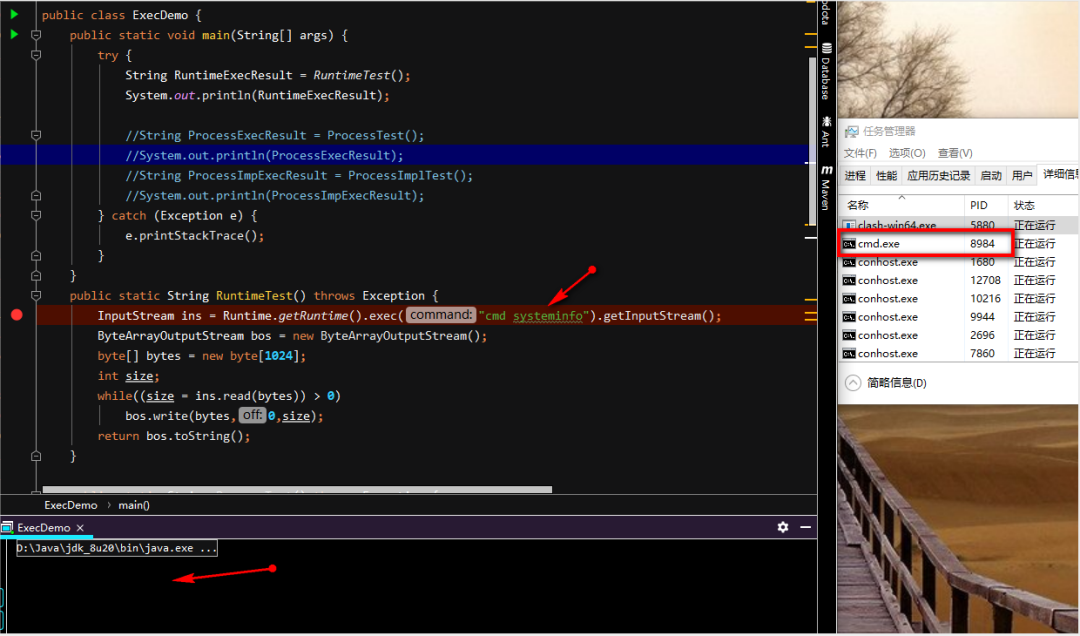 public class ExecDemo {
public static void main(String[] args) {
try {
String RuntimeExecResult = RuntimeTest();
System.out.println(RuntimeExecResult);
//String ProcessExecResult = ProcessTest();
//System.out.println(ProcessExecResult);
//String ProcessImpExecResult = ProcessImplTest();
//System.out.println(ProcessImpExecResult);
} catch (Exception e) {
e.printStackTrace();
}
}
public static String RuntimeTest() throws Exception {
InputStream ins = Runtime.getRuntime().exec( command: "cmd systeminfo").getInputStream();
ByteArrayOutputStream bos = new ByteArrayOutputStream();
byte[] bytes = new byte[1024];
int size;
while((size = ins.read(bytes)) > 0)
bos.write(bytes, off: 0,size);
return bos.toString();
}
ExecDemo > main()
ExecDemo ×
D:\Java\jdk_8u20\bin\java.exe ...
Database
Ant
m Maven
任务管理器
文件(F) 选项(O) 查看(V)
进程 性能 应用历史记录 启动 用户 详细信息
名称 PID 状态
clash-win64.exe 5880 正在运行
cmd.exe 8984 正在运行
conhost.exe 1680 正在运行
conhost.exe 12708 正在运行
conhost.exe 10216 正在运行
conhost.exe 9944 正在运行
conhost.exe 2696 正在运行
conhost.exe 7860 正在运行
简略信息(D)